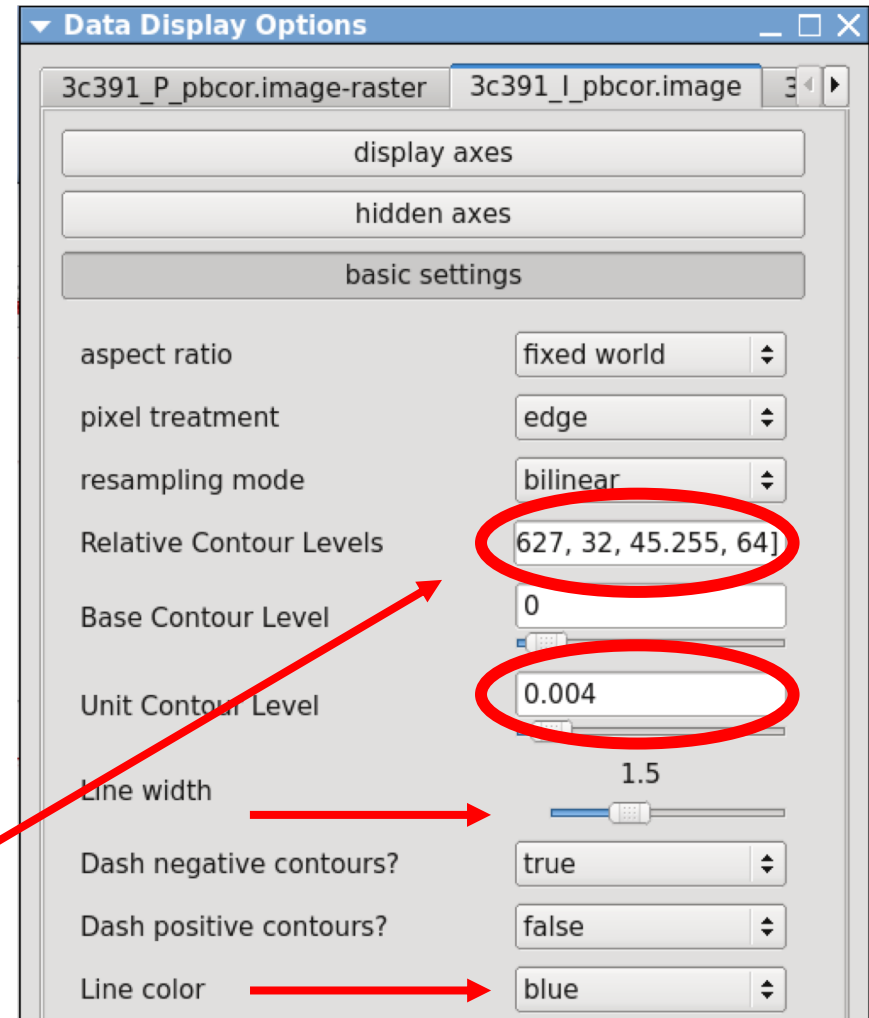 Data Display Options
3c391_P_pbcor.image-raster 3c391_I_pbcor.image 3
display axes
hidden axes
basic settings
aspect ratio fixed world
pixel treatment edge
resampling mode bilinear
Relative Contour Levels 627, 32, 45.255, 64]
Base Contour Level 0
Unit Contour Level 0.004
Line width 1.5
Dash negative contours? true
Dash positive contours? false
Line color blue